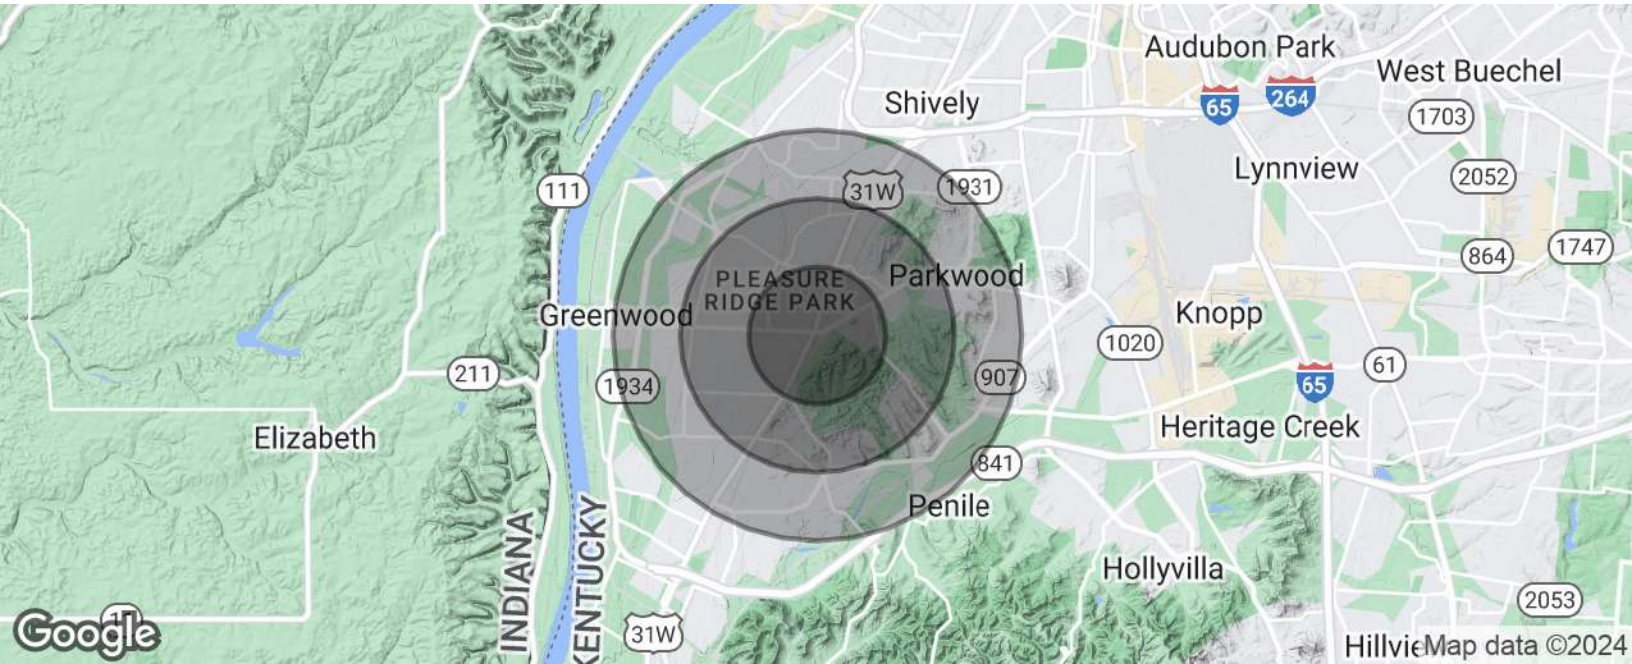 Audubon Park
West Buechel
Shively
65
264
1703
Lynnview
111
31W
1931
2052
864
1747
PLEASURE
RIDGE PARK
Parkwood
Greenwood
Knopp
1020
211
1934
907
65
61
Elizabeth
Heritage Creek
841
Penile
INDIANA
KENTUCKY
Hollyvilla
2053
31W
Google
Map data ©2024